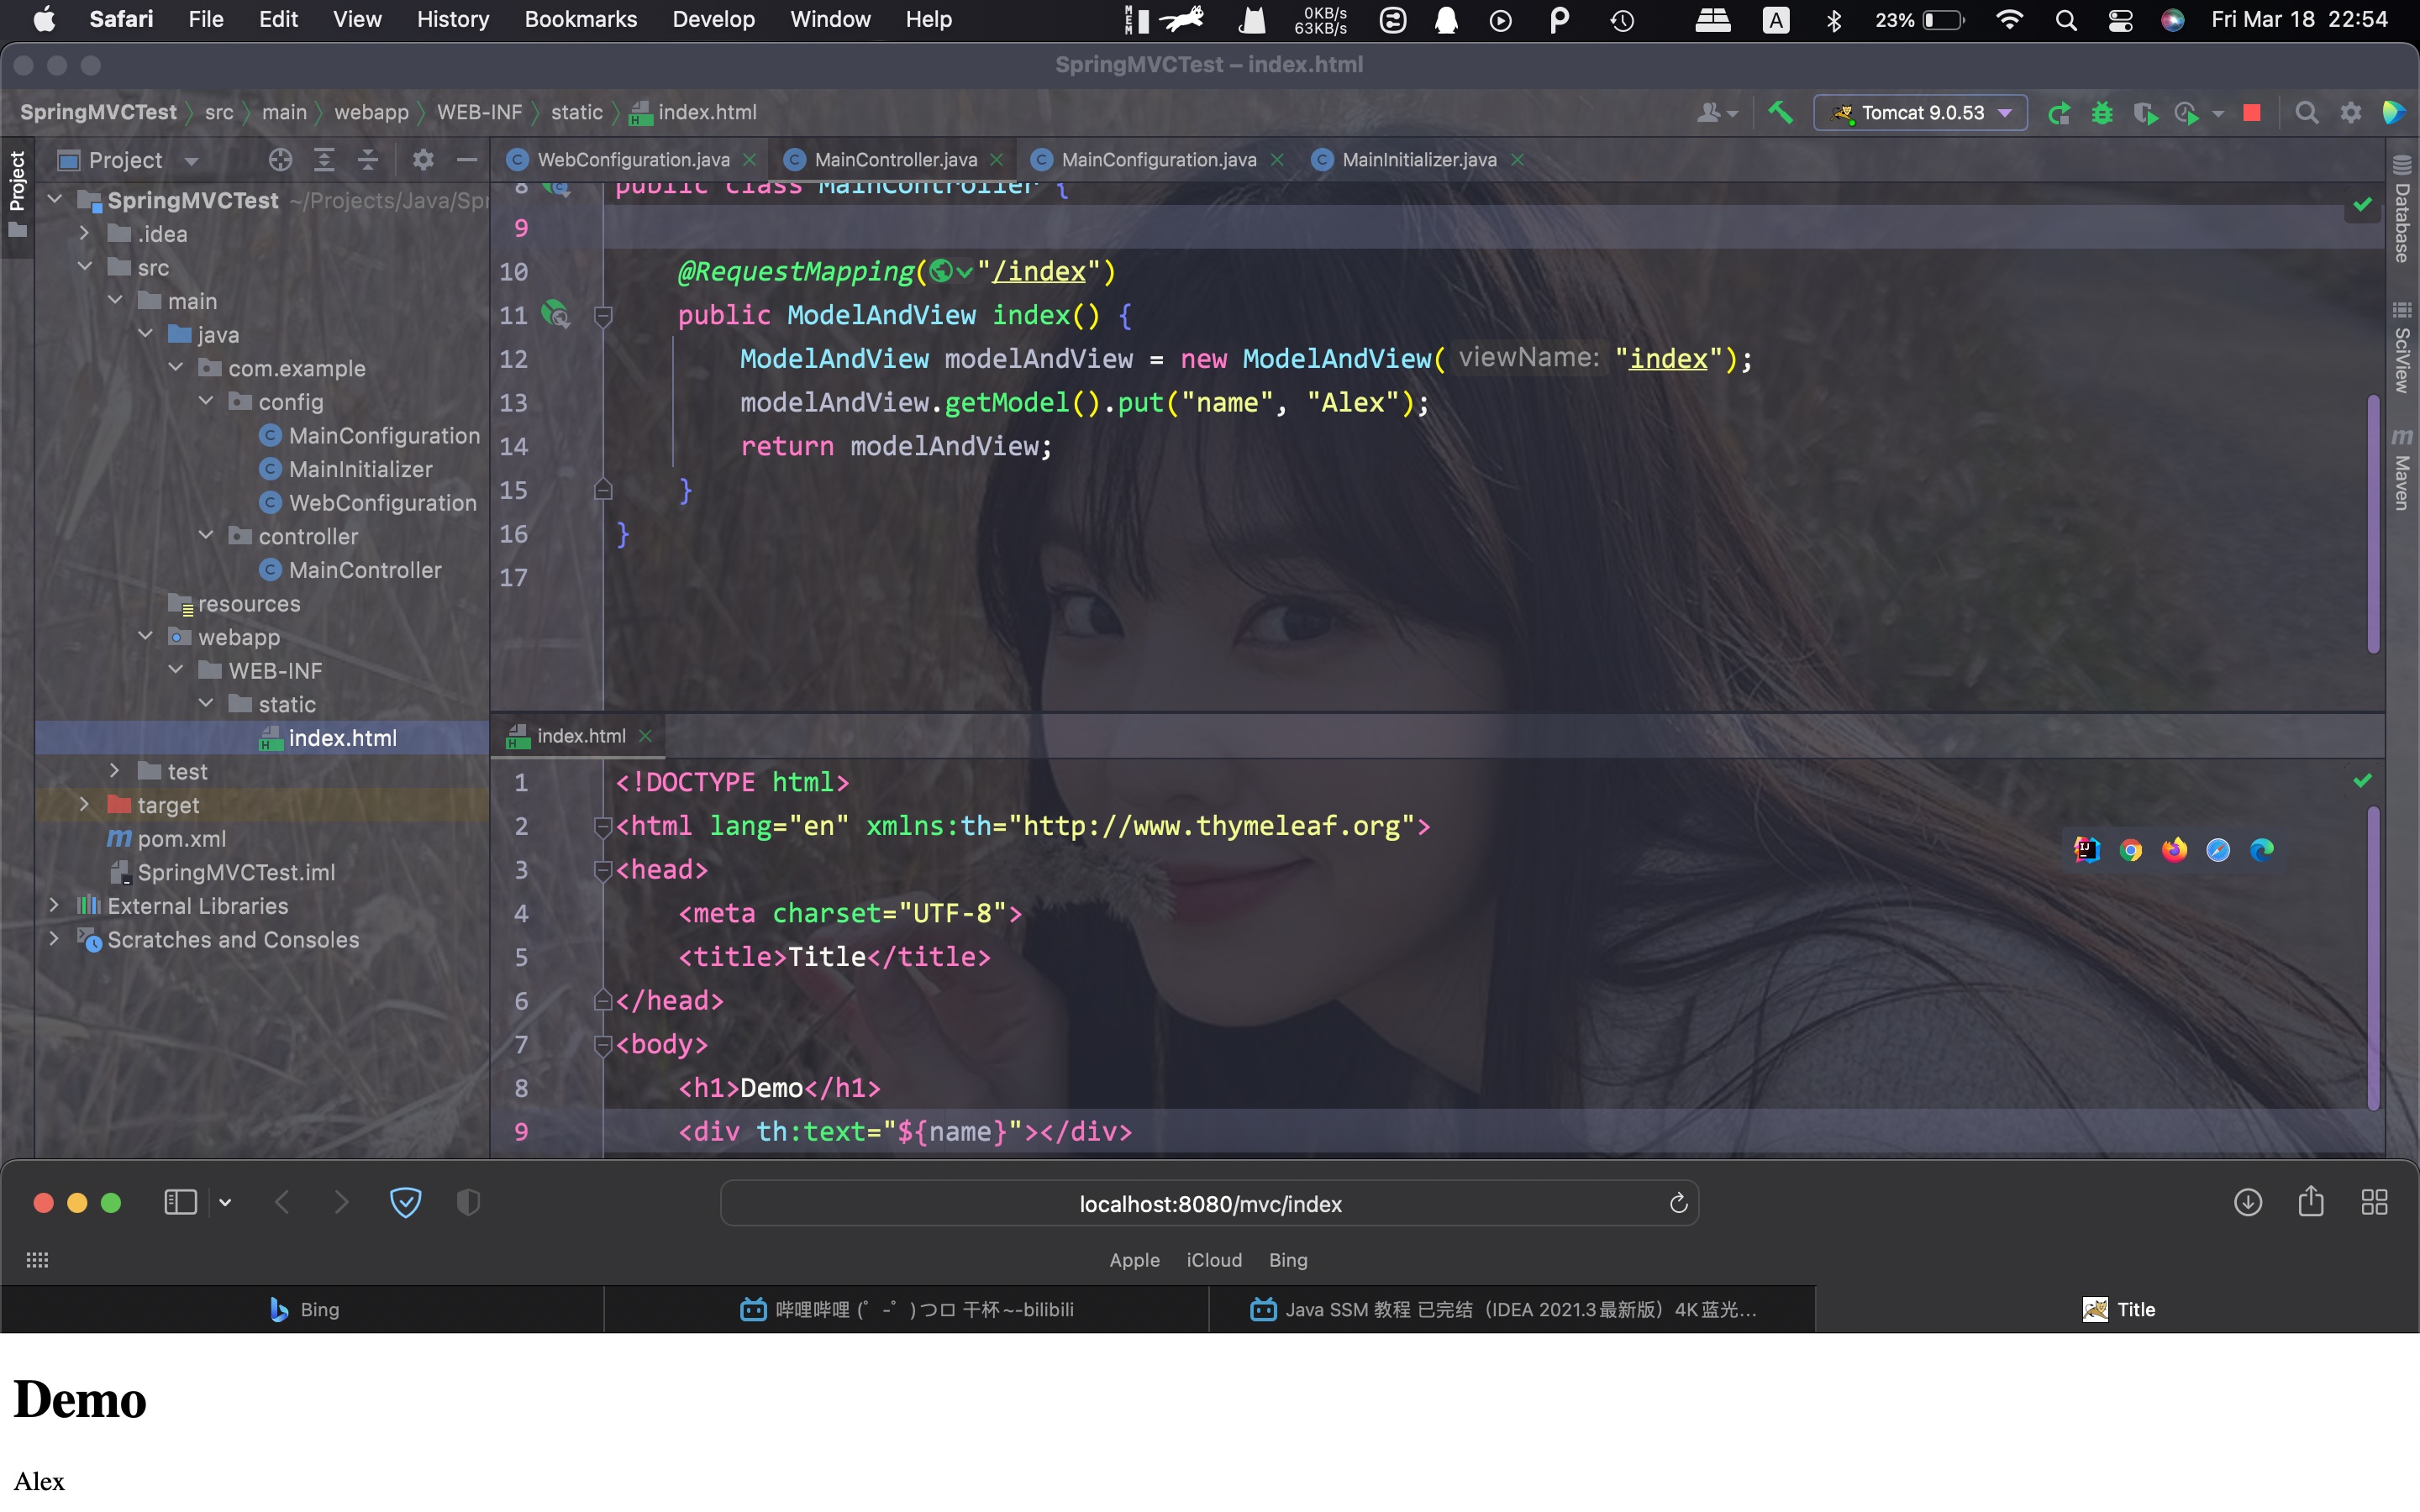 Safari File Edit View History Bookmarks Develop Window Help
MEM 0KB/s 63KB/s A 23% Fri Mar 18 22:54
SpringMVCTest – index.html
SpringMVCTest src main webapp WEB-INF static index.html Tomcat 9.0.53
Project
Project
WebConfiguration.java MainController.java MainConfiguration.java MainInitializer.java
SpringMVCTest ~/Projects/Java/Spr
.idea
src
main
java
com.example
config
MainConfiguration
MainInitializer
WebConfiguration
controller
MainController
resources
webapp
WEB-INF
static
index.html
test
target
pom.xml
SpringMVCTest.iml
External Libraries
Scratches and Consoles
8 public class MainController {
9
10 @RequestMapping("/index")
11 public ModelAndView index() {
12 ModelAndView modelAndView = new ModelAndView( viewName: "index");
13 modelAndView.getModel().put("name", "Alex");
14 return modelAndView;
15 }
16 }
17
Database
SciView
Maven
index.html
1 <!DOCTYPE html>
2 <html lang="en" xmlns:th="http://www.thymeleaf.org">
3 <head>
4 <meta charset="UTF-8">
5 <title>Title</title>
6 </head>
7 <body>
8 <h1>Demo</h1>
9 <div th:text="${name}"></div>
localhost:8080/mvc/index
Apple iCloud Bing
Bing
哔哩哔哩 (゜-゜)つロ 干杯~-bilibili
Java SSM 教程 已完结（IDEA 2021.3最新版）4K蓝光...
Title
Demo
Alex